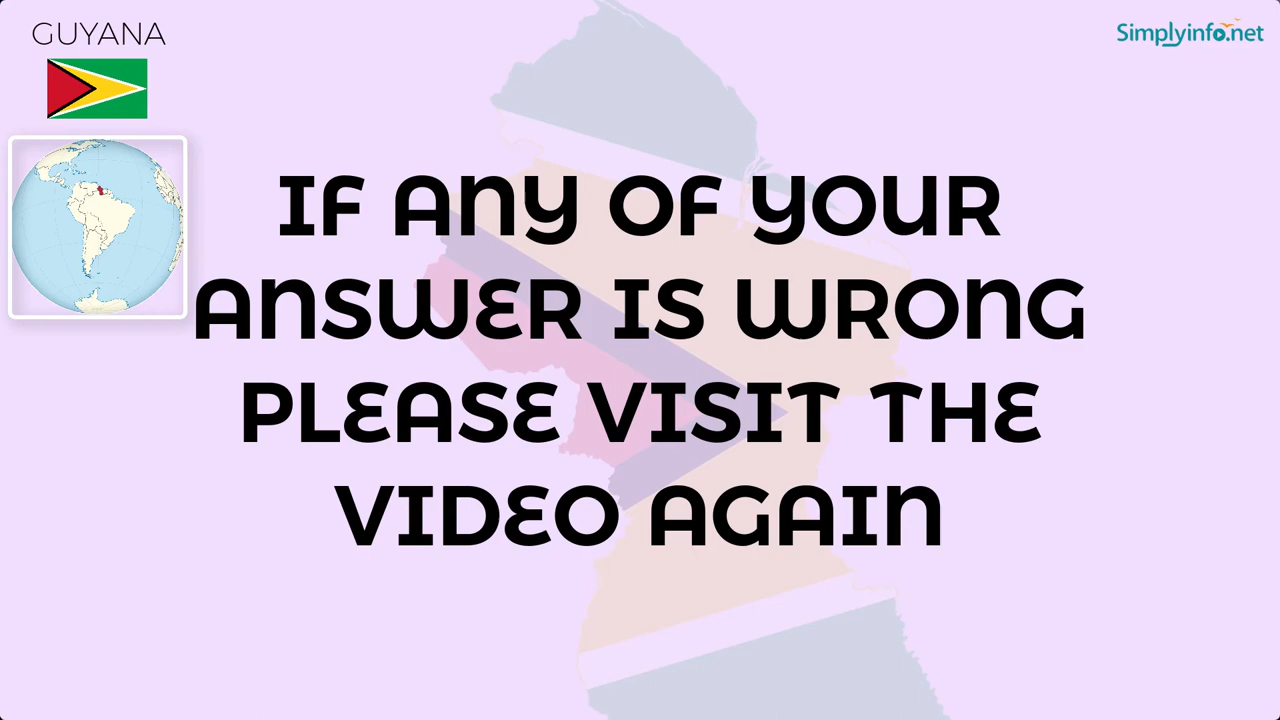 GUYANA
Simplyinfo.net
IF ANY OF YOUR
ANSWER IS WRONG
PLEASE VISIT THE
VIDEO AGAIN